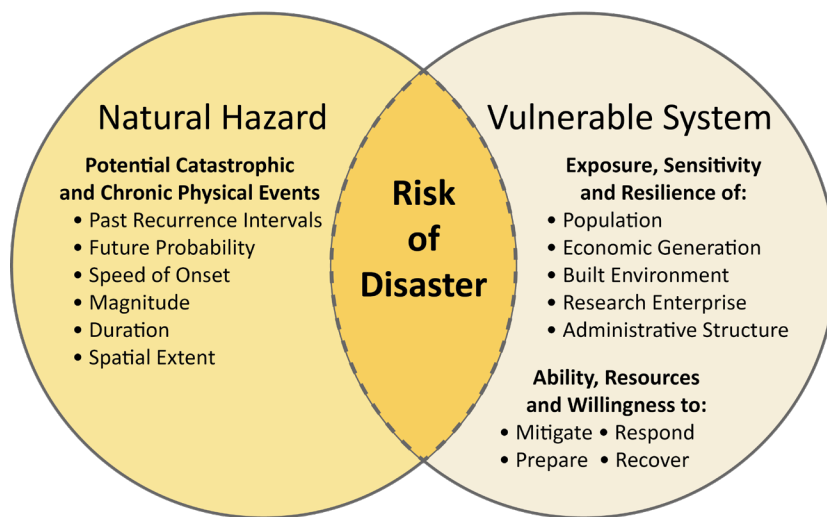 Natural Hazard
Potential Catastrophic
and Chronic Physical Events
• Past Recurrence Intervals
• Future Probability
• Speed of Onset
• Magnitude
• Duration
• Spatial Extent
Risk
of
Disaster
Vulnerable System
Exposure, Sensitivity
and Resilience of:
• Population
• Economic Generation
• Built Environment
• Research Enterprise
• Administrative Structure
Ability, Resources
and Willingness to:
• Mitigate • Respond
• Prepare • Recover